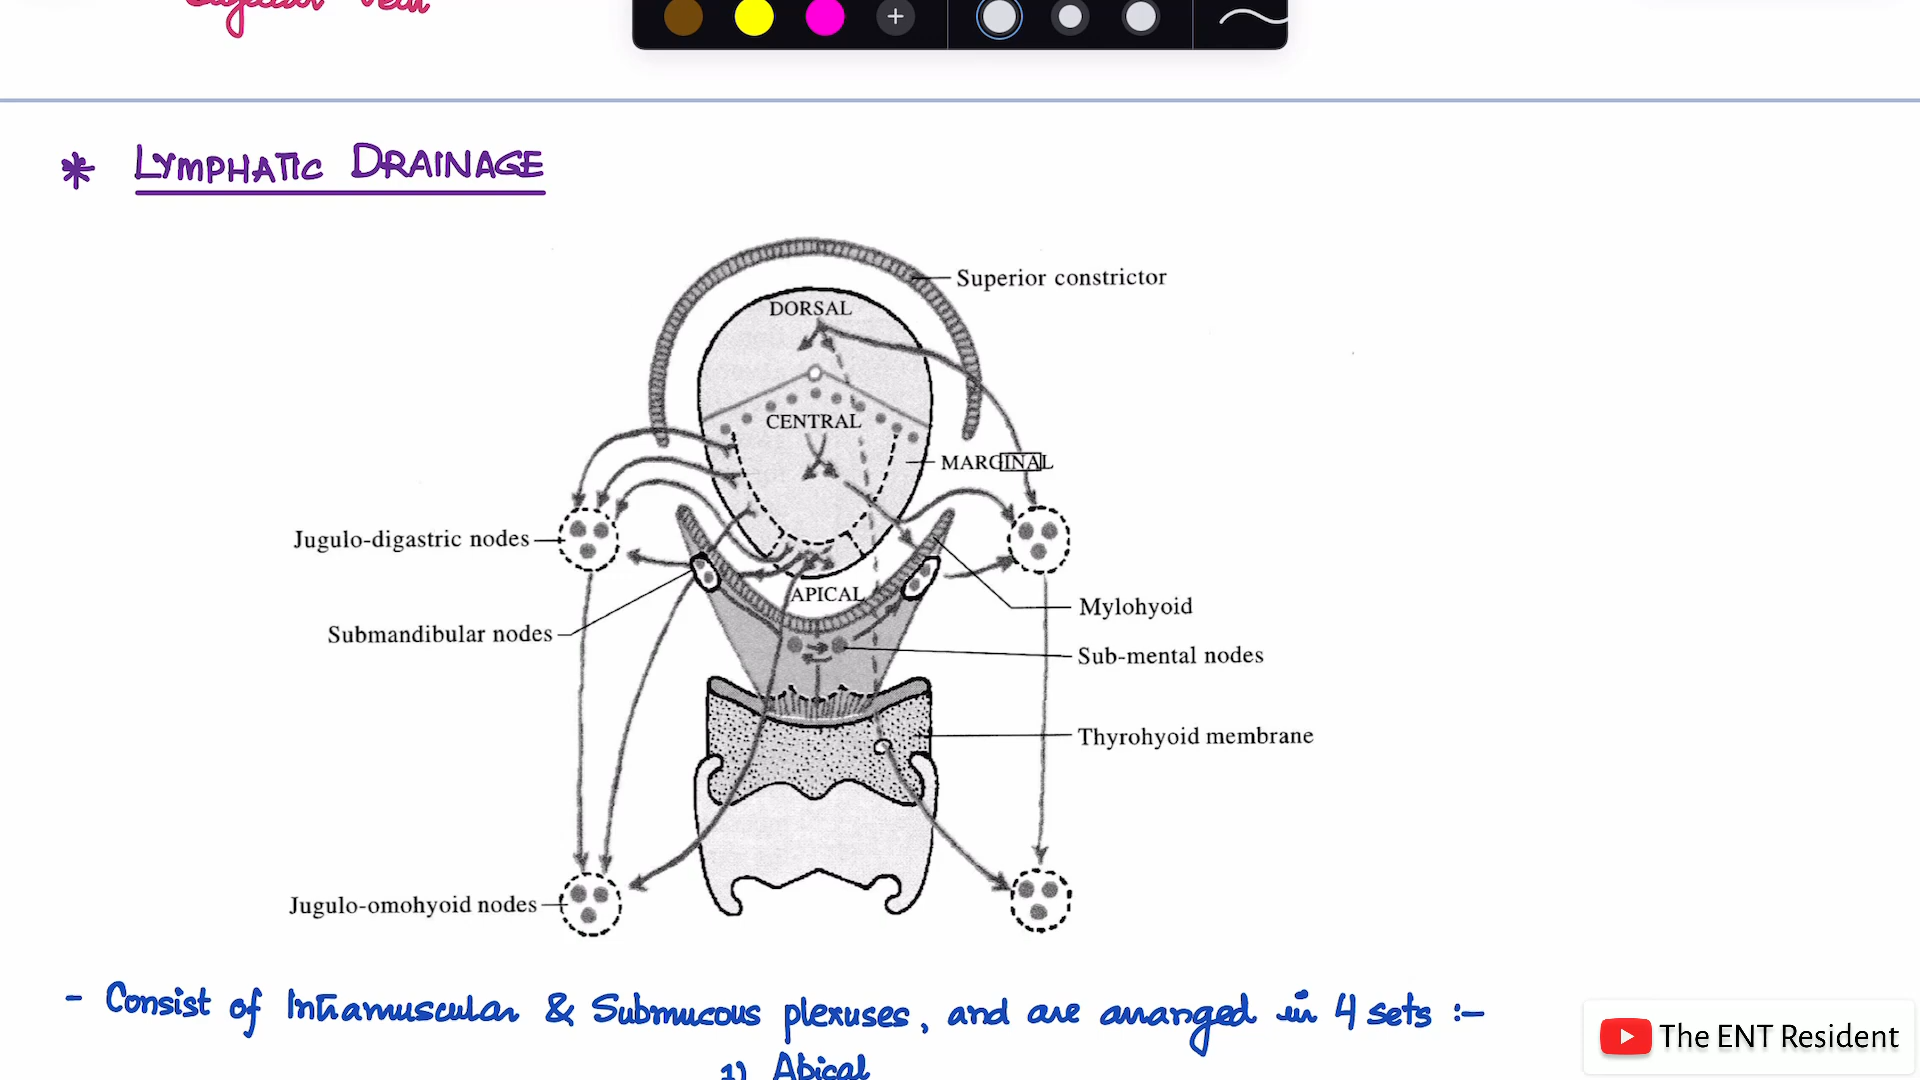 Vein
* LYMPHATIC DRAINAGE
Superior constrictor
DORSAL
CENTRAL
MARGINAL
Jugulo-digastric nodes
APICAL
Mylohyoid
Submandibular nodes
Sub-mental nodes
Thyrohyoid membrane
Jugulo-omohyoid nodes
- Consist of Intramuscular & Submucous plexuses, and are arranged in 4 sets :-
1) Apical
The ENT Resident